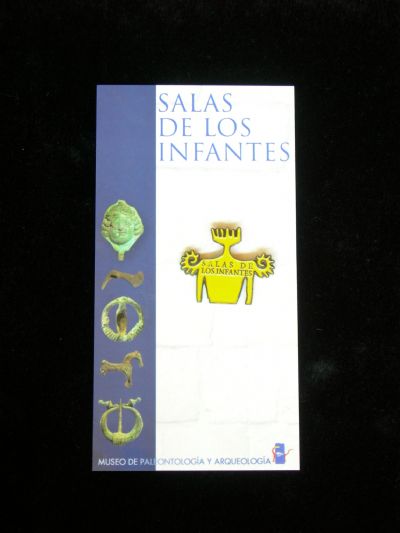 SALAS
DE LOS
INFANTES
SALAS DE
LOS INFANTES
MUSEO DE PALEONTOLOGÍA Y ARQUEOLOGÍA